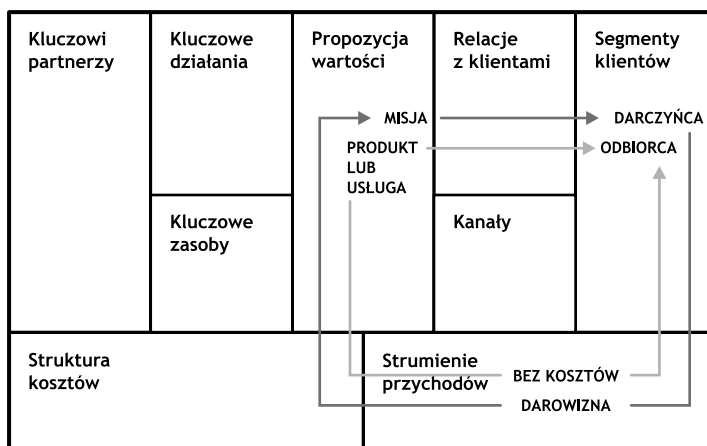 Kluczowi
partnerzy
Kluczowe
działania
Propozycja
wartości
Relacje
z klientami
Segmenty
klientów
MISJA
DARCZYŃCA
PRODUKT
LUB
USŁUGA
ODBIORCA
Kluczowe
zasoby
Kanały
Struktura
kosztów
Strumienie
przychodów
BEZ KOSZTÓW
DAROWIZNA